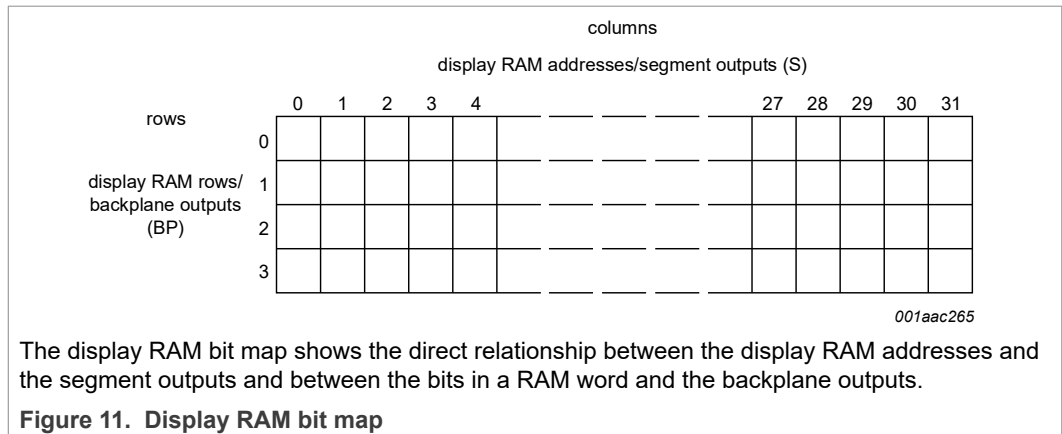 columns
display RAM addresses/segment outputs (S)
0 1 2 3 4 27 28 29 30 31
rows
0
display RAM rows/ 1
backplane outputs
(BP) 2
3
001aac265
The display RAM bit map shows the direct relationship between the display RAM addresses and
the segment outputs and between the bits in a RAM word and the backplane outputs.
Figure 11. Display RAM bit map